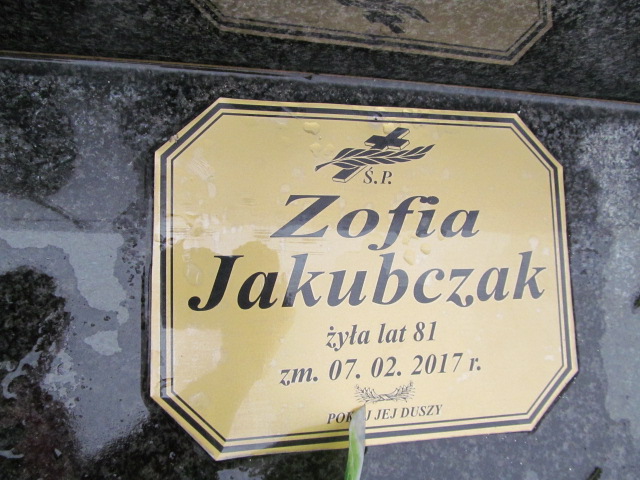 Ś.P.
Zofia
Jakubczak
żyła lat 81
zm. 07. 02. 2017 r.
JEJ DUSZY